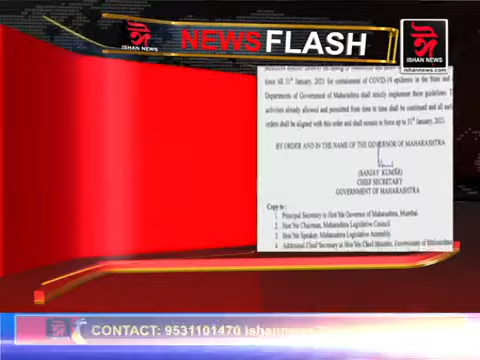 ISHAN NEWS
NEWS FLASH
ISHAN NEWS
ishannews.com
force till 31st January, 2021 for containment of COVID-19 epidemic in the State and
Departments of Government of Maharashtra shall strictly implement these guidelines
activities already allowed and permitted from time to time shall be continued and all
orders shall be aligned with this order and shall remain in force upto 31st January, 2021.
BY ORDER AND IN THE NAME OF THE GOVERNOR OF MAHARASHTRA
(SANJAY KUMAR)
CHIEF SECRETARY
GOVERNMENT OF MAHARASHTRA
Copy to :
1. Principal Secretary to Hon'ble Governor of Maharashtra, Mumbai.
2. Hon'ble Chairman, Maharashtra Legislative Council.
3. Hon'ble Speaker, Maharashtra Legislative Assembly.
4. Additional Chief Secretary to Hon'ble Chief Minister, Government of Maharashtra
CONTACT: 9531101470